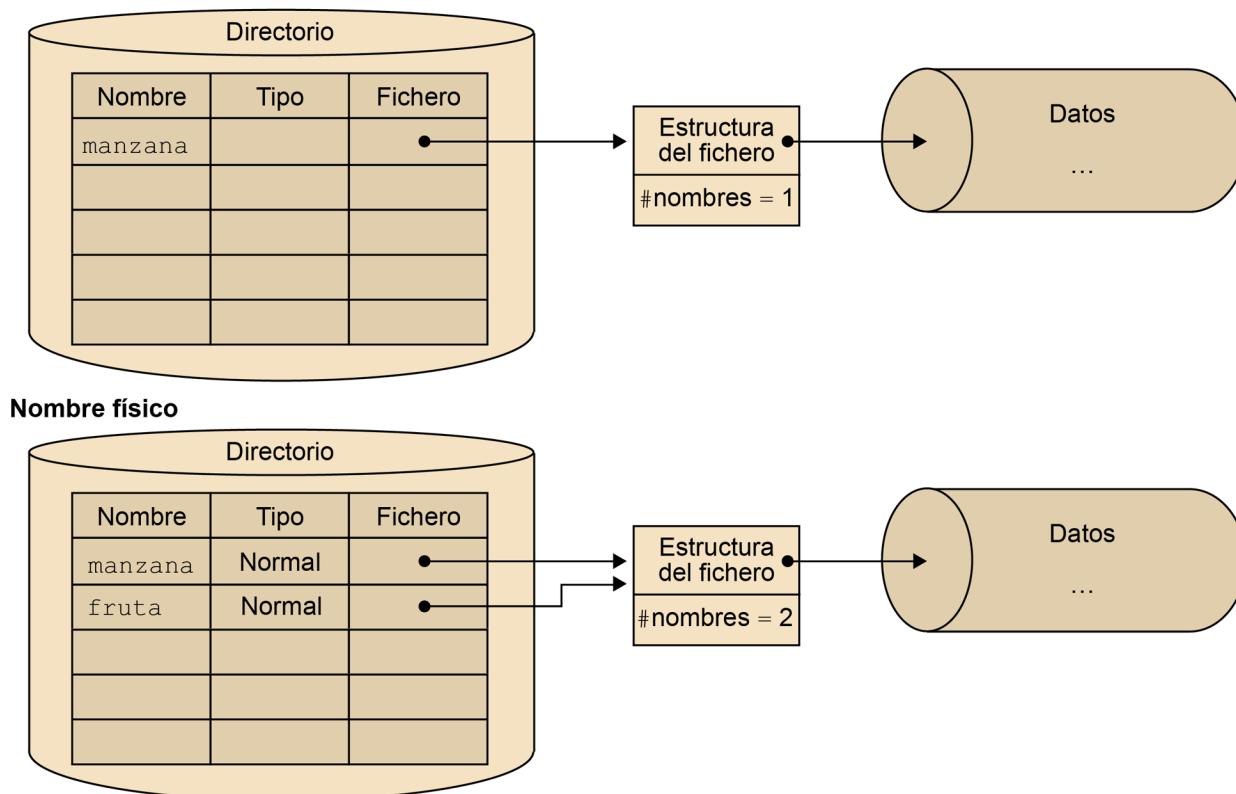 Directorio
Nombre Tipo Fichero
manzana
Estructura
del fichero
#nombres = 1
Datos
...
Nombre físico
Directorio
Nombre Tipo Fichero
manzana Normal
fruta Normal
Estructura
del fichero
#nombres = 2
Datos
...